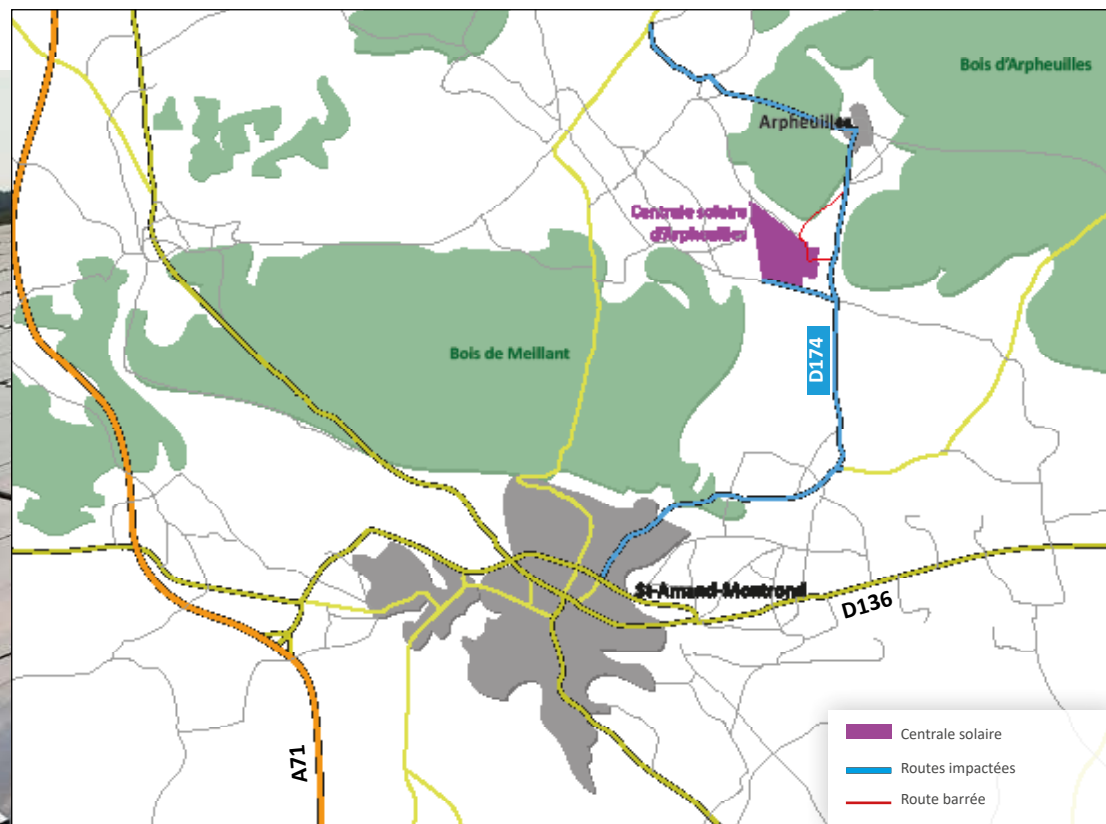 Bois d'Arpheuilles
Arpheuilles
Centrale solaire
d'Arpheuilles
Bois de Meillant
D174
St-Amand-Montrond
D136
A71
Centrale solaire
Routes impactées
Route barrée